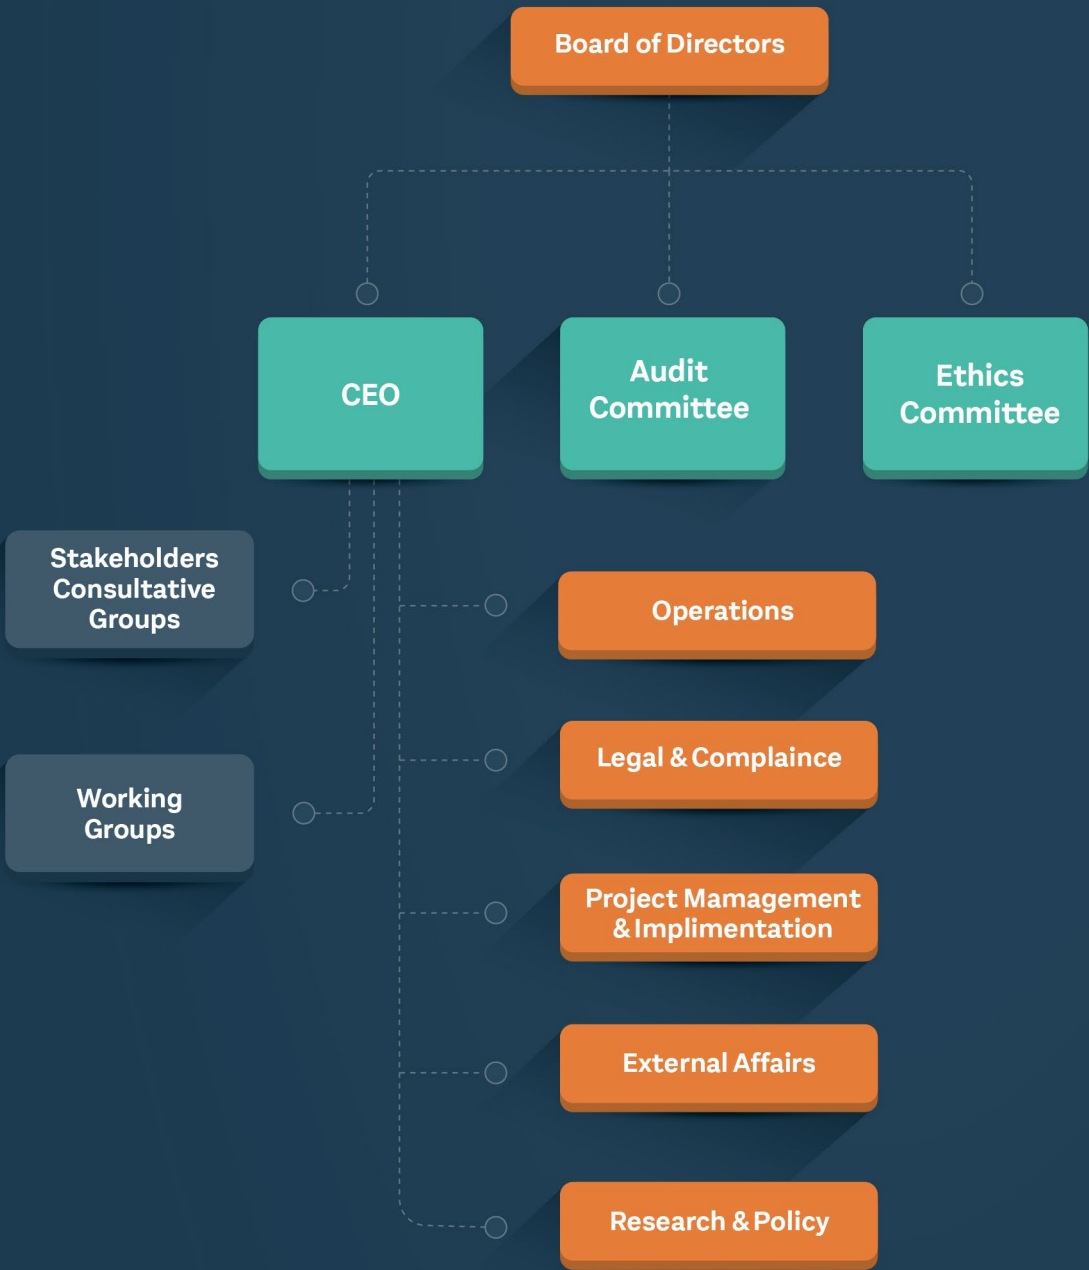 Board of Directors
CEO
Audit
Committee
Ethics
Committee
Stakeholders
Consultative
Groups
Working
Groups
Operations
Legal & Complaince
Project Mamagement
& Implimentation
External Affairs
Research & Policy